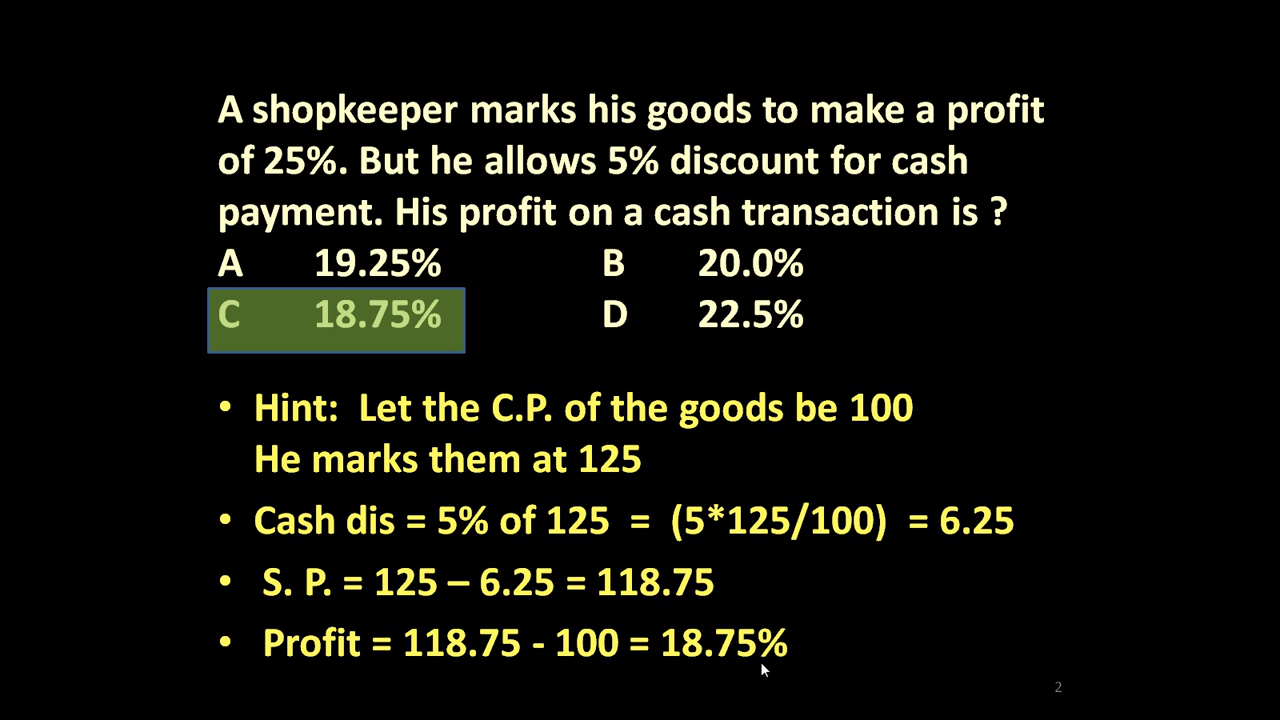 A shopkeeper marks his goods to make a profit
of 25%. But he allows 5% discount for cash
payment. His profit on a cash transaction is ?
A 19.25% B 20.0%
C 18.75% D 22.5%
• Hint: Let the C.P. of the goods be 100
He marks them at 125
• Cash dis = 5% of 125 = (5*125/100) = 6.25
• S. P. = 125 – 6.25 = 118.75
• Profit = 118.75 - 100 = 18.75%
2